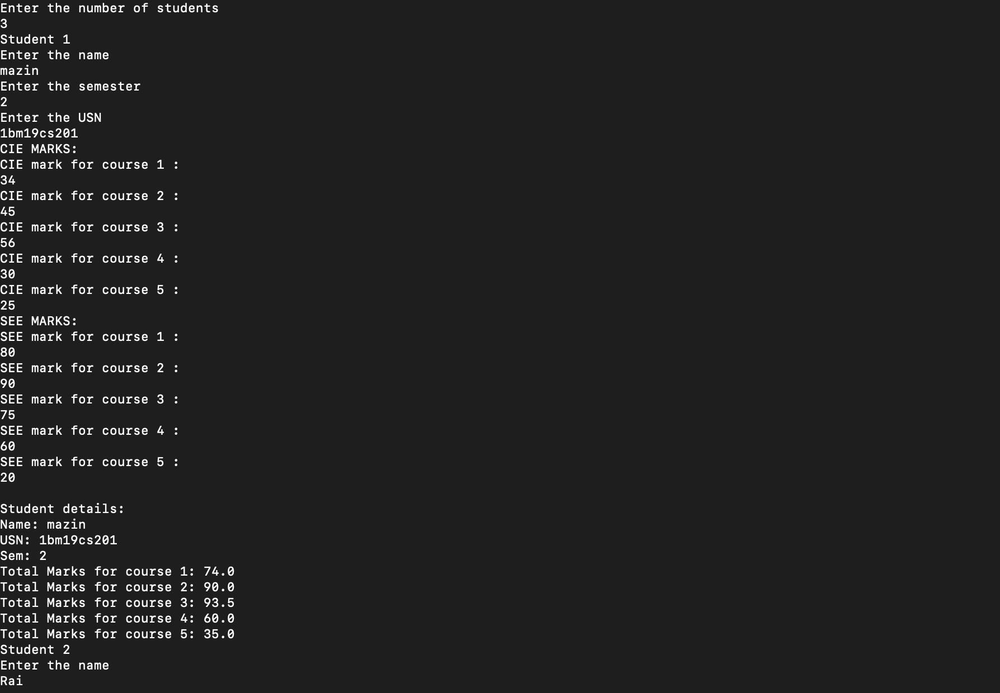 Enter the number of students
3
Student 1
Enter the name
mazin
Enter the semester
2
Enter the USN
1bm19cs201
CIE MARKS:
CIE mark for course 1 :
34
CIE mark for course 2 :
45
CIE mark for course 3 :
56
CIE mark for course 4 :
30
CIE mark for course 5 :
25
SEE MARKS:
SEE mark for course 1 :
80
SEE mark for course 2 :
90
SEE mark for course 3 :
75
SEE mark for course 4 :
60
SEE mark for course 5 :
20

Student details:
Name: mazin
USN: 1bm19cs201
Sem: 2
Total Marks for course 1: 74.0
Total Marks for course 2: 90.0
Total Marks for course 3: 93.5
Total Marks for course 4: 60.0
Total Marks for course 5: 35.0
Student 2
Enter the name
Rai